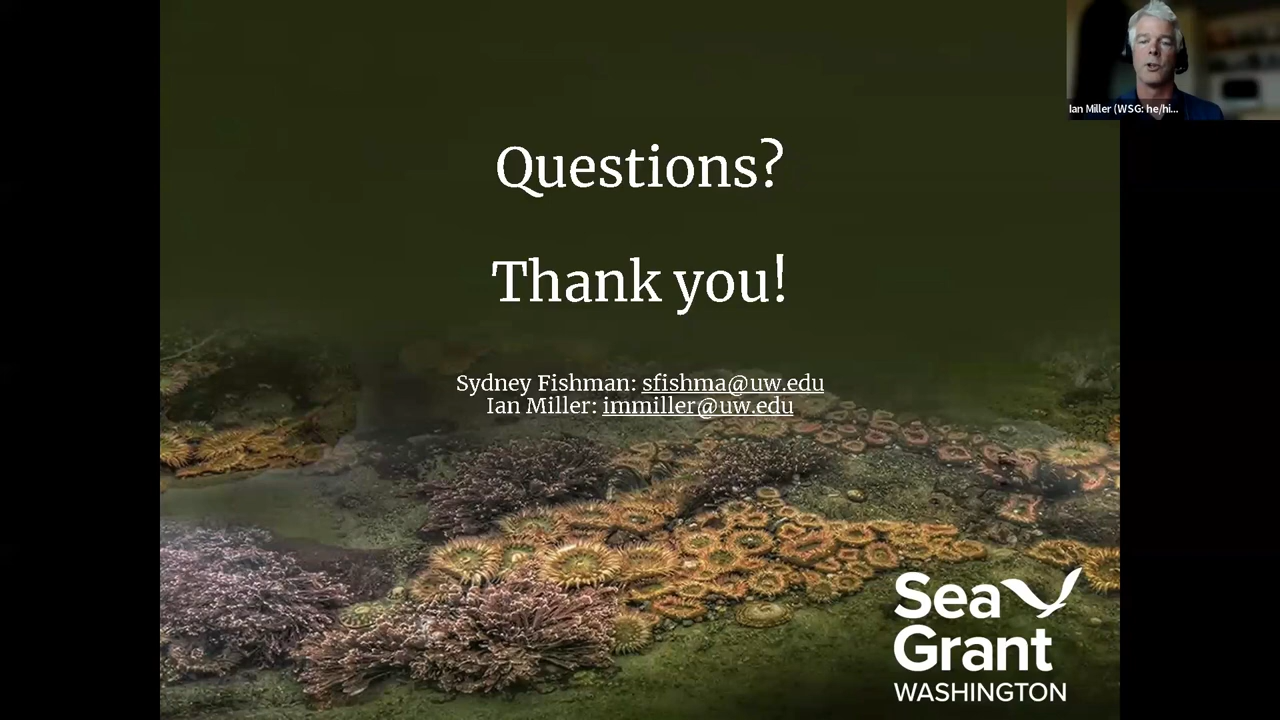 Ian Miller (WSG: he/hi...
Questions?
Thank you!
Sydney Fishman: sfishma@uw.edu
Ian Miller: immiller@uw.edu
Sea
Grant
WASHINGTON